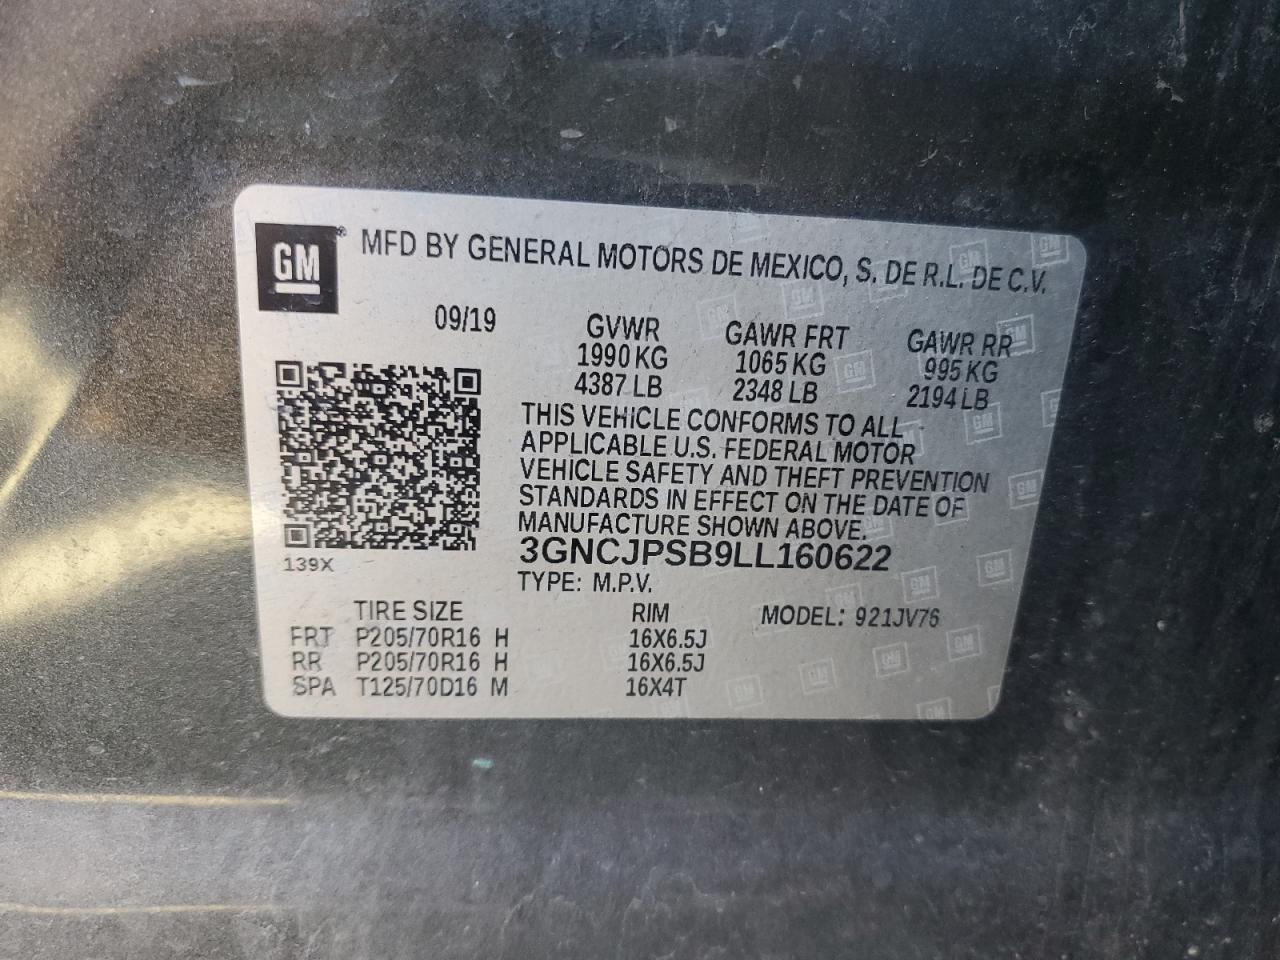 GM ® MFD BY GENERAL MOTORS DE MEXICO, S. DE R.L. DE C.V.
09/19
GVWR GAWR FRT GAWR RR
1990 KG 1065 KG 995 KG
4387 LB 2348 LB 2194 LB
THIS VEHICLE CONFORMS TO ALL
APPLICABLE U.S. FEDERAL MOTOR
VEHICLE SAFETY AND THEFT PREVENTION
STANDARDS IN EFFECT ON THE DATE OF
MANUFACTURE SHOWN ABOVE.
3GNCJPSB9LL160622
139X
TYPE: M.P.V.
TIRE SIZE RIM MODEL: 921JV76
FRT P205/70R16 H 16X6.5J
RR P205/70R16 H 16X6.5J
SPA T125/70D16 M 16X4T